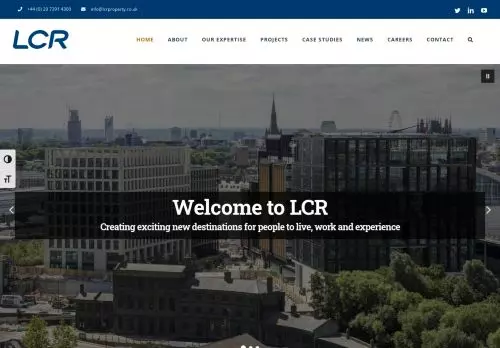 +44 (0) 20 7391 4300 info@lcrproperty.co.uk
LCR
HOME ABOUT OUR EXPERTISE PROJECTS CASE STUDIES NEWS CAREERS CONTACT
Welcome to LCR
Creating exciting new destinations for people to live, work and experience